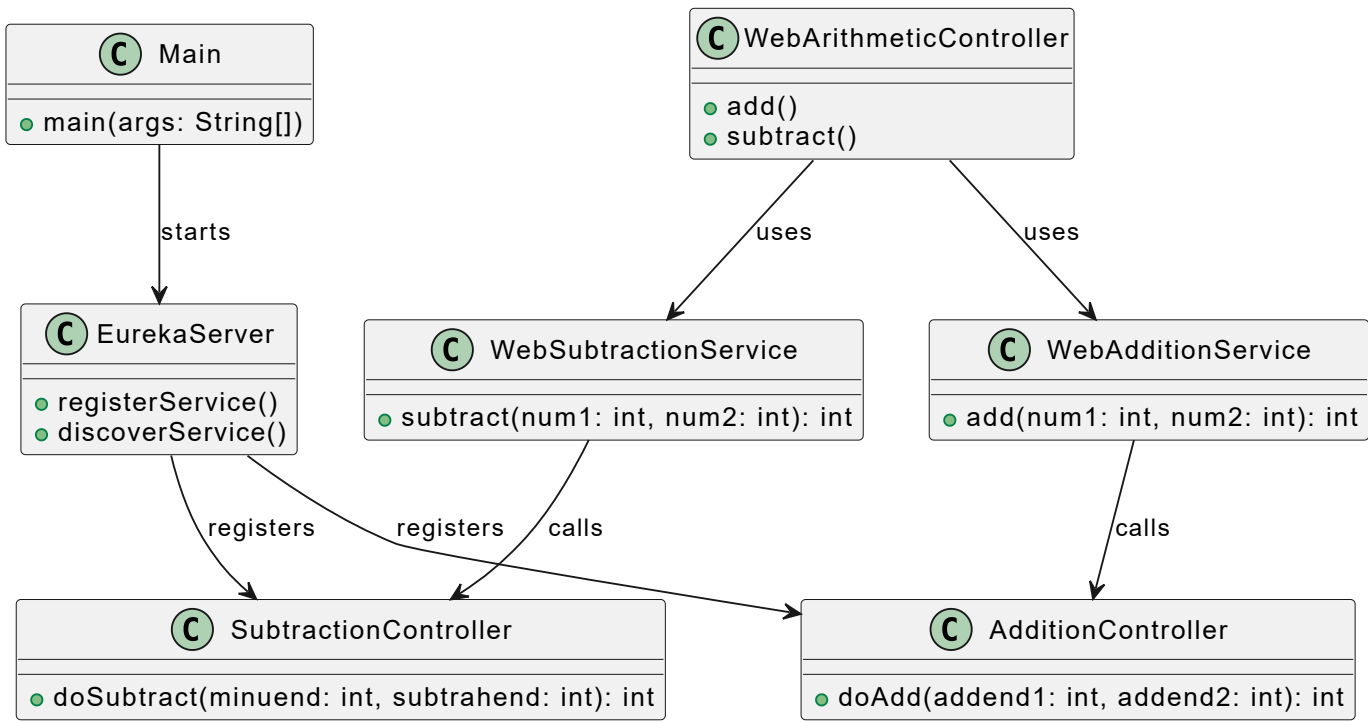 C Main
main(args: String[])
C WebArithmeticController
add()
subtract()
starts
uses
uses
C EurekaServer
registerService()
discoverService()
C WebSubtractionService
subtract(num1: int, num2: int): int
C WebAdditionService
add(num1: int, num2: int): int
registers
registers
calls
calls
C SubtractionController
doSubtract(minuend: int, subtrahend: int): int
C AdditionController
doAdd(addend1: int, addend2: int): int